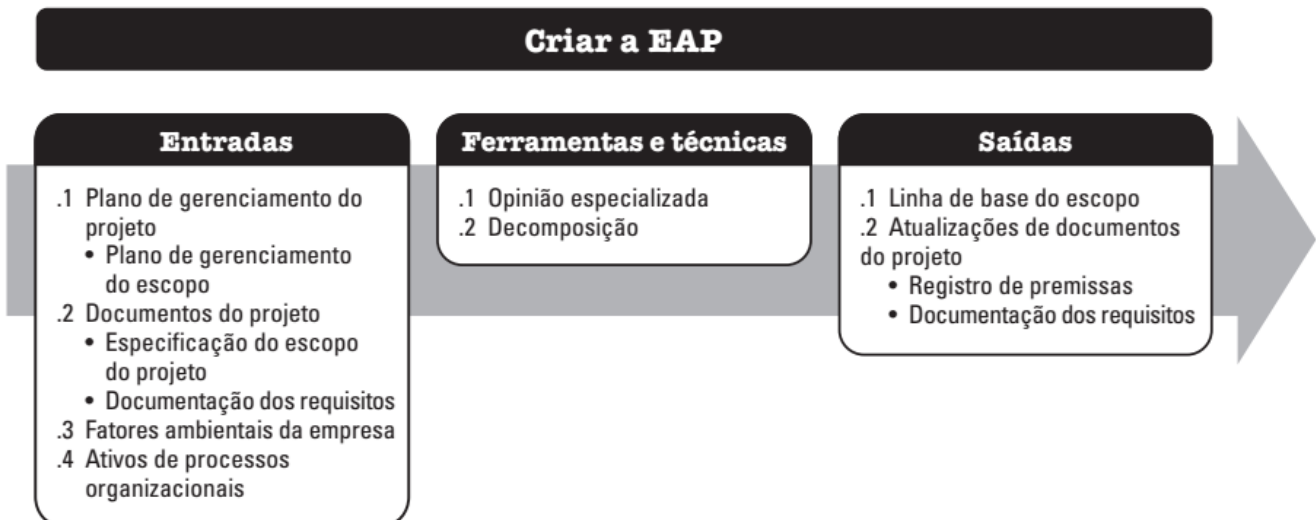 Criar a EAP
Entradas
.1 Plano de gerenciamento do
projeto
• Plano de gerenciamento
do escopo
.2 Documentos do projeto
• Especificação do escopo
do projeto
• Documentação dos requisitos
.3 Fatores ambientais da empresa
.4 Ativos de processos
organizacionais
Ferramentas e técnicas
.1 Opinião especializada
.2 Decomposição
Saídas
.1 Linha de base do escopo
.2 Atualizações de documentos
do projeto
• Registro de premissas
• Documentação dos requisitos